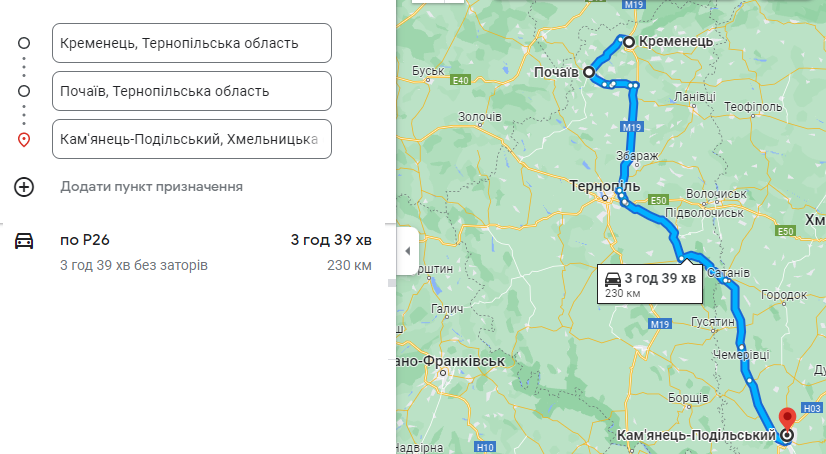 Кременець, Тернопільська область
Почаїв, Тернопільська область
Кам'янець-Подільський, Хмельницька
Додати пункт призначення
по Р26
3 год 39 хв
3 год 39 хв без заторів
230 км
M19
Кременець
Почаїв
Буськ
E40
Ланівці
Теофіполь
Золочів
M19
Збараж
Тернопіль
E50
Волочиськ
Підволочиськ
E50
Хм
3 год 39 хв
230 км
Сатанів
Городок
Галич
M19
Гусятин
Чемерівці
ано-Франківськ
Борщів
H03
Кам'янець-Подільський
H10